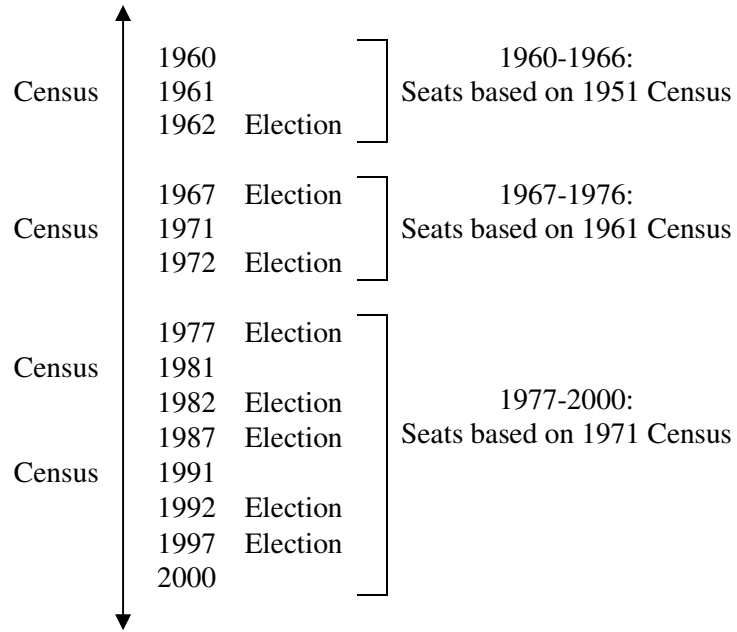 1960 1960-1966:
Census 1961 Seats based on 1951 Census
1962 Election
1967 Election 1967-1976:
Census 1971 Seats based on 1961 Census
1972 Election
1977 Election
Census 1981
1982 Election 1977-2000:
1987 Election Seats based on 1971 Census
Census 1991
1992 Election
1997 Election
2000